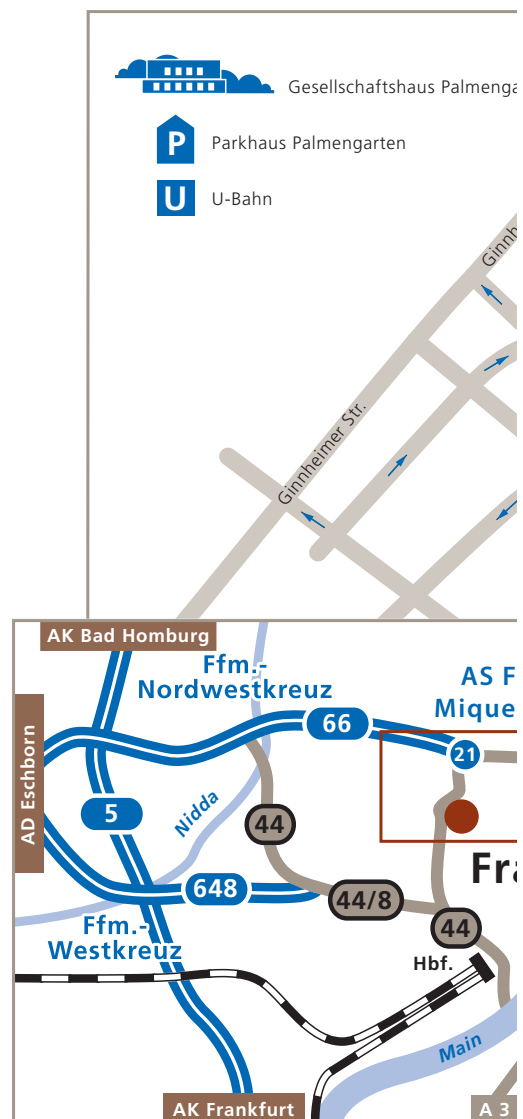 Gesellschaftshaus Palmenga
P
Parkhaus Palmengarten
U
U-Bahn
Ginnh
Ginnheimer Str.
AK Bad Homburg
Ffm.-
Nordwestkreuz
AS F
Mique
66
21
AD Eschborn
5
Nidda
44
Fra
648
44/8
Ffm.-
Westkreuz
44
Hbf.
Main
AK Frankfurt
A 3